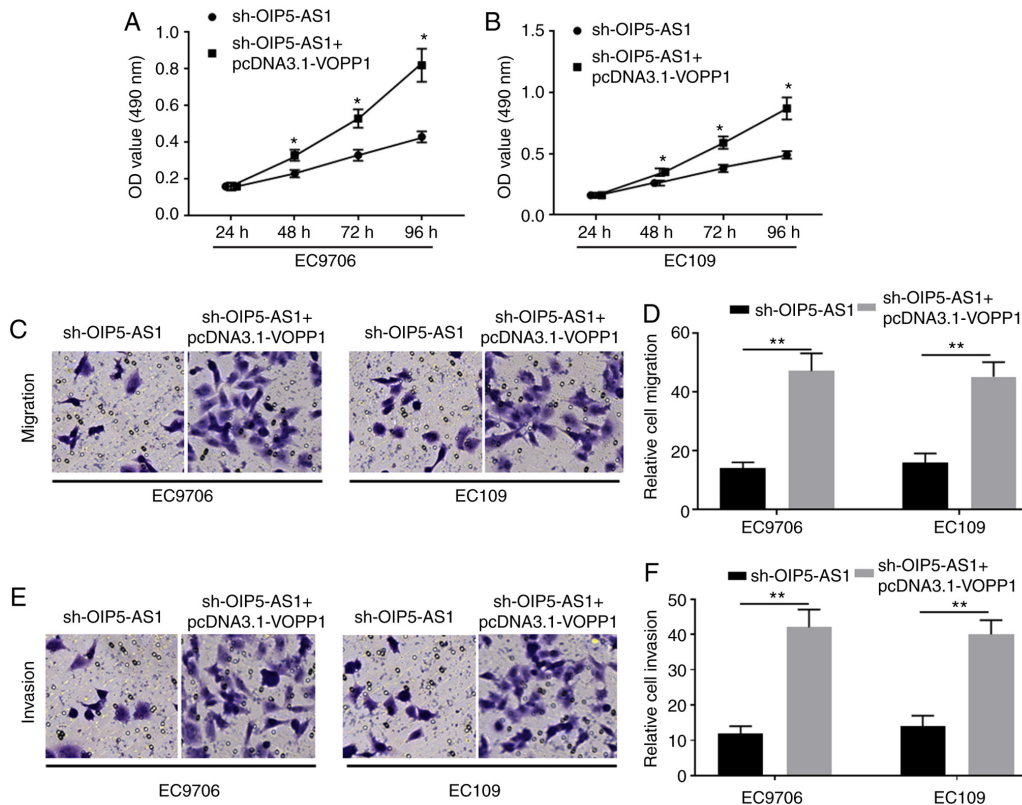 A
sh-OIP5-AS1
sh-OIP5-AS1+
pcDNA3.1-VOPP1
OD value (490 nm)
1.0
0.8
0.6
0.4
0.2
0.0
*
*
*
24 h 48 h 72 h 96 h
EC9706
B
sh-OIP5-AS1
sh-OIP5-AS1+
pcDNA3.1-VOPP1
OD value (490 nm)
1.5
1.0
0.5
0.0
*
*
*
24 h 48 h 72 h 96 h
EC109
C
sh-OIP5-AS1
sh-OIP5-AS1+
pcDNA3.1-VOPP1
sh-OIP5-AS1
sh-OIP5-AS1+
pcDNA3.1-VOPP1
Migration
EC9706
EC109
D
sh-OIP5-AS1
sh-OIP5-AS1+
pcDNA3.1-VOPP1
Relative cell migration
60
40
20
0
**
**
EC9706
EC109
E
sh-OIP5-AS1
sh-OIP5-AS1+
pcDNA3.1-VOPP1
sh-OIP5-AS1
sh-OIP5-AS1+
pcDNA3.1-VOPP1
Invasion
EC9706
EC109
F
sh-OIP5-AS1
sh-OIP5-AS1+
pcDNA3.1-VOPP1
Relative cell invasion
50
40
30
20
10
0
**
**
EC9706
EC109